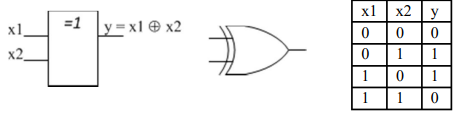 x1 =1 y = x1 ⊕ x2
x2
x1 x2 y
0 0 0
0 1 1
1 0 1
1 1 0